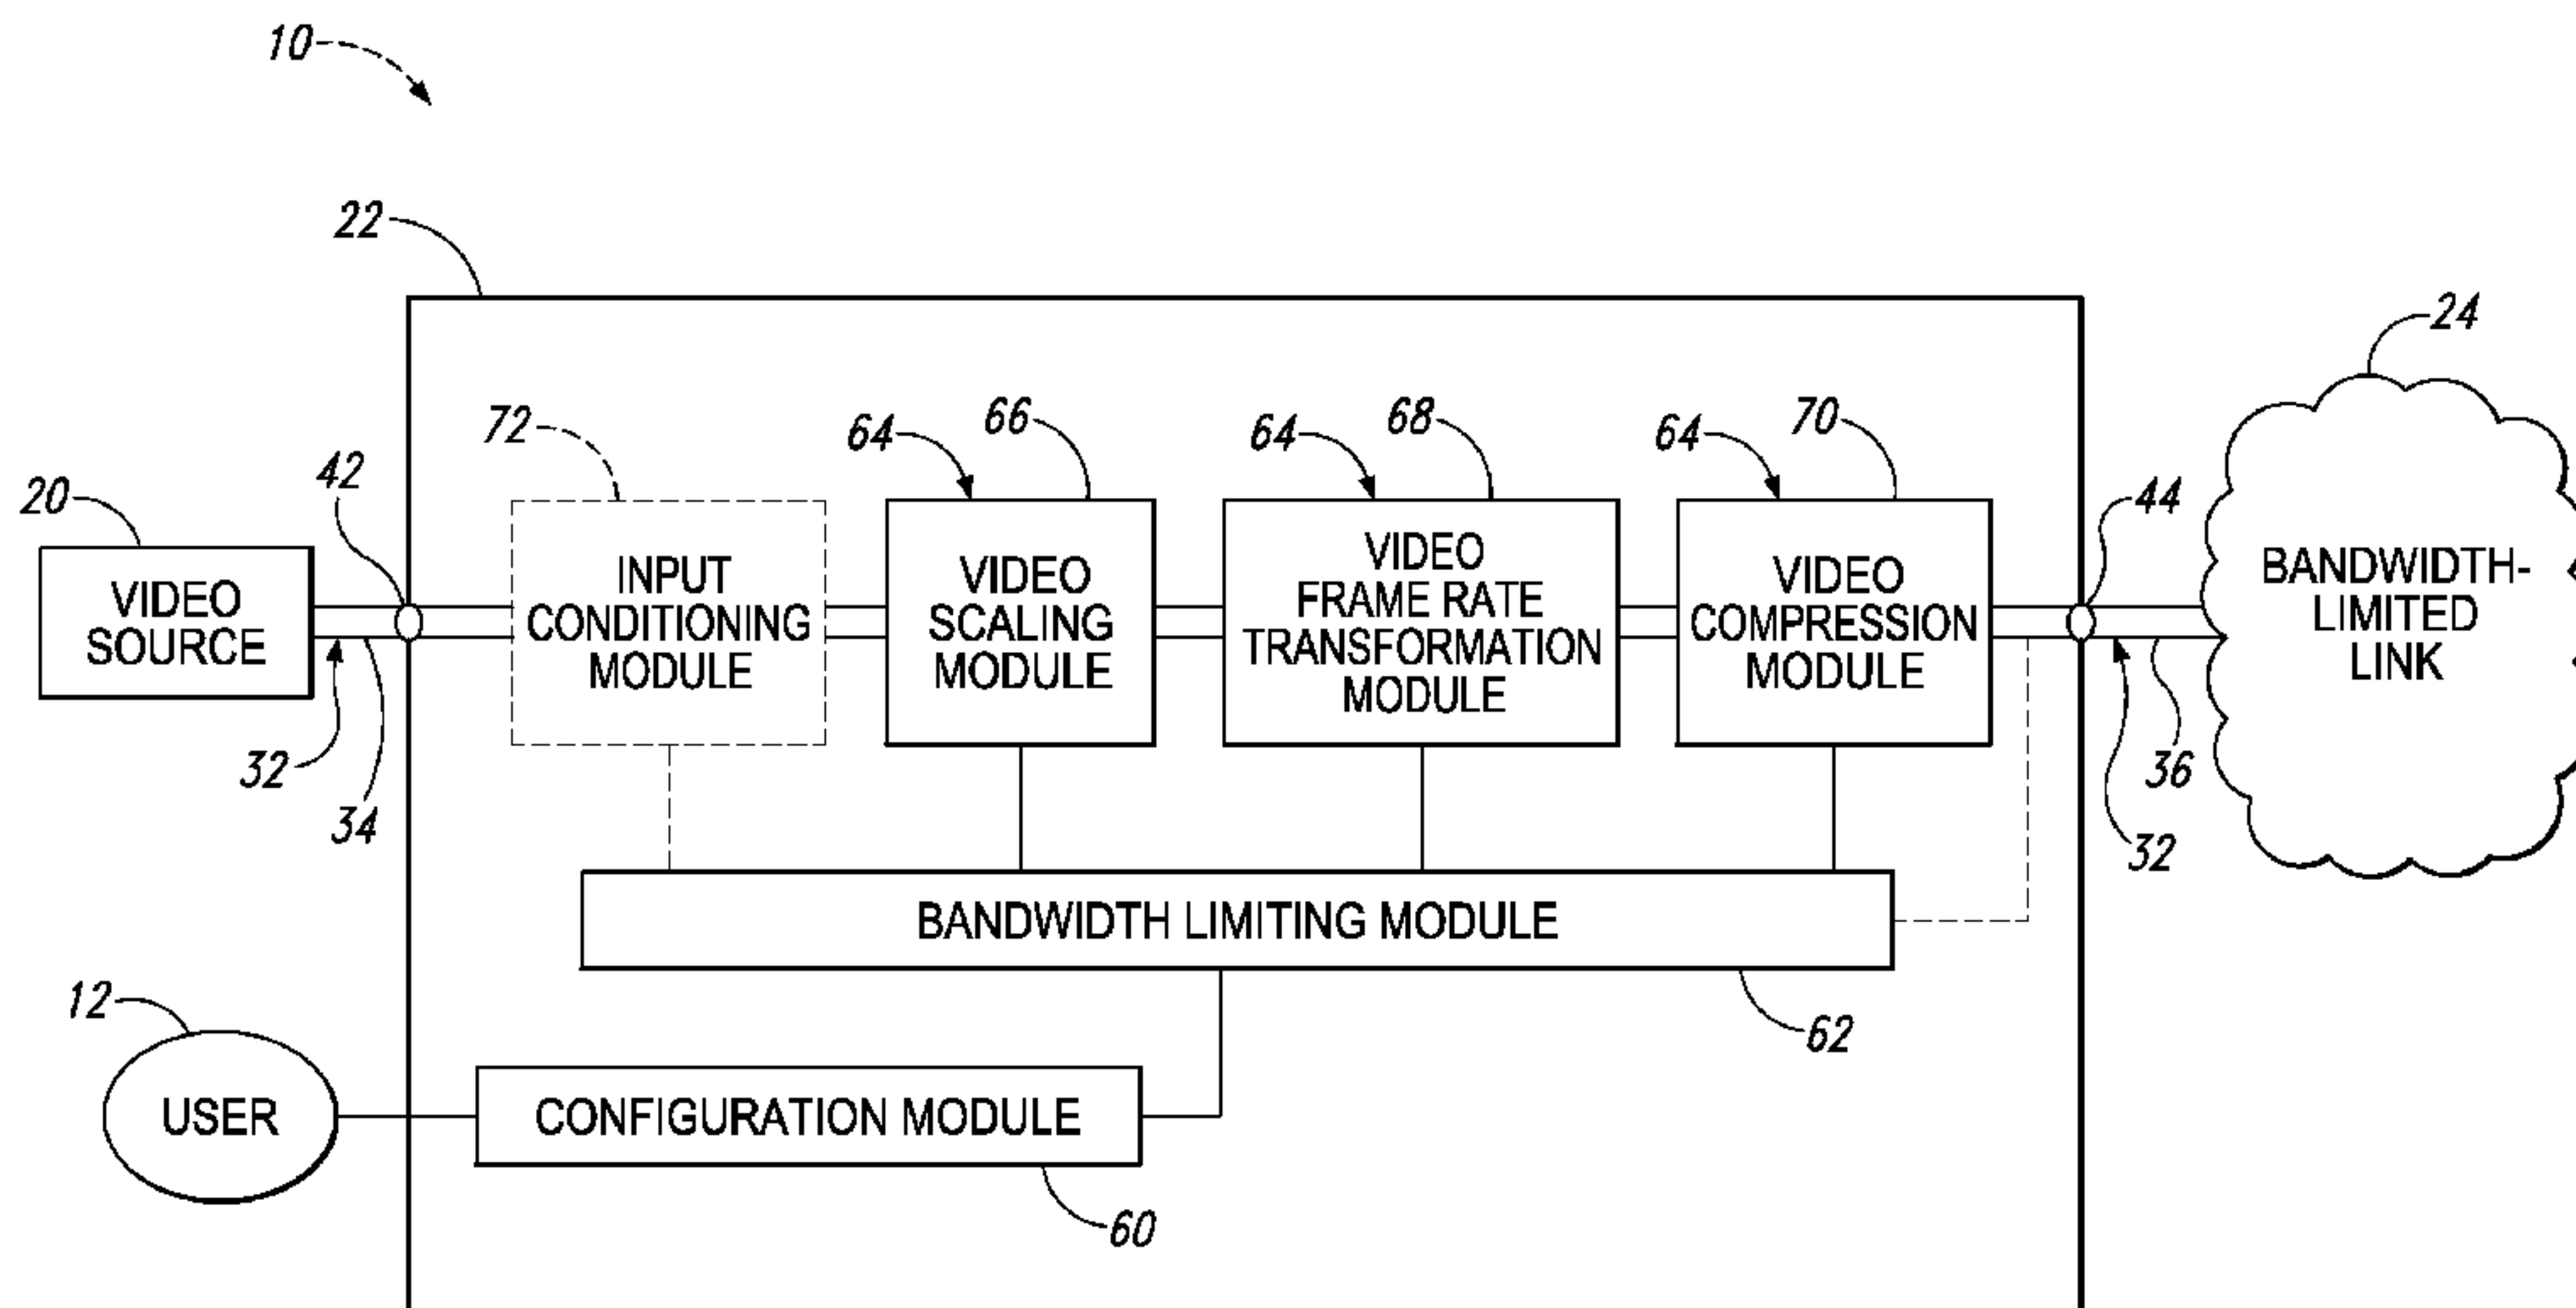 10
22
24
72
64
66
64
68
64
70
42
44
20
VIDEO
SOURCE
INPUT
CONDITIONING
MODULE
VIDEO
SCALING
MODULE
VIDEO
FRAME RATE
TRANSFORMATION
MODULE
VIDEO
COMPRESSION
MODULE
BANDWIDTH-
LIMITED
LINK
32
34
36
32
BANDWIDTH LIMITING MODULE
12
62
USER
CONFIGURATION MODULE
60